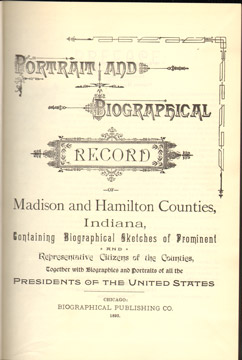 PORTRAIT AND
BIOGRAPHICAL
RECORD
OF
Madison and Hamilton Counties,
Indiana,
Containing Biographical Sketches of Prominent
AND
Representative Citizens of the Counties,
Together with Biographies and Portraits of all the
PRESIDENTS OF THE UNITED STATES
CHICAGO:
BIOGRAPHICAL PUBLISHING CO.